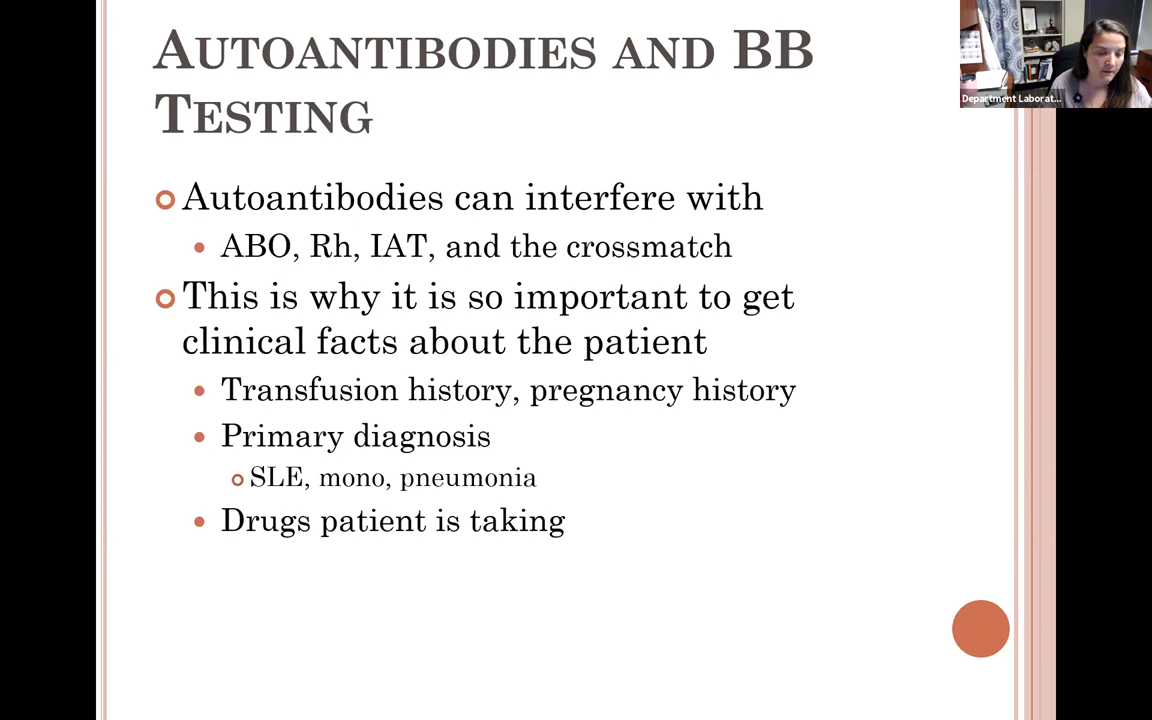 AUTOANTIBODIES AND BB
TESTING
Autoantibodies can interfere with
ABO, Rh, IAT, and the crossmatch
This is why it is so important to get
clinical facts about the patient
Transfusion history, pregnancy history
Primary diagnosis
SLE, mono, pneumonia
Drugs patient is taking
Department Laborat...